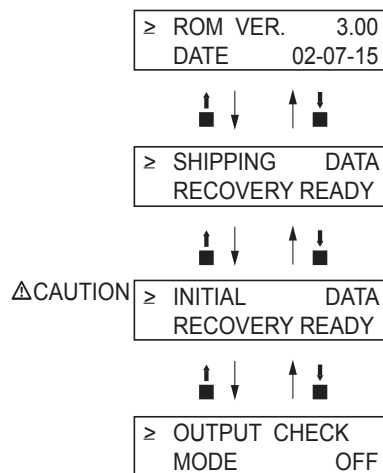 ≥ ROM VER. 3.00
DATE 02-07-15
≥ SHIPPING DATA
RECOVERY READY
⚠CAUTION
≥ INITIAL DATA
RECOVERY READY
≥ OUTPUT CHECK
MODE OFF